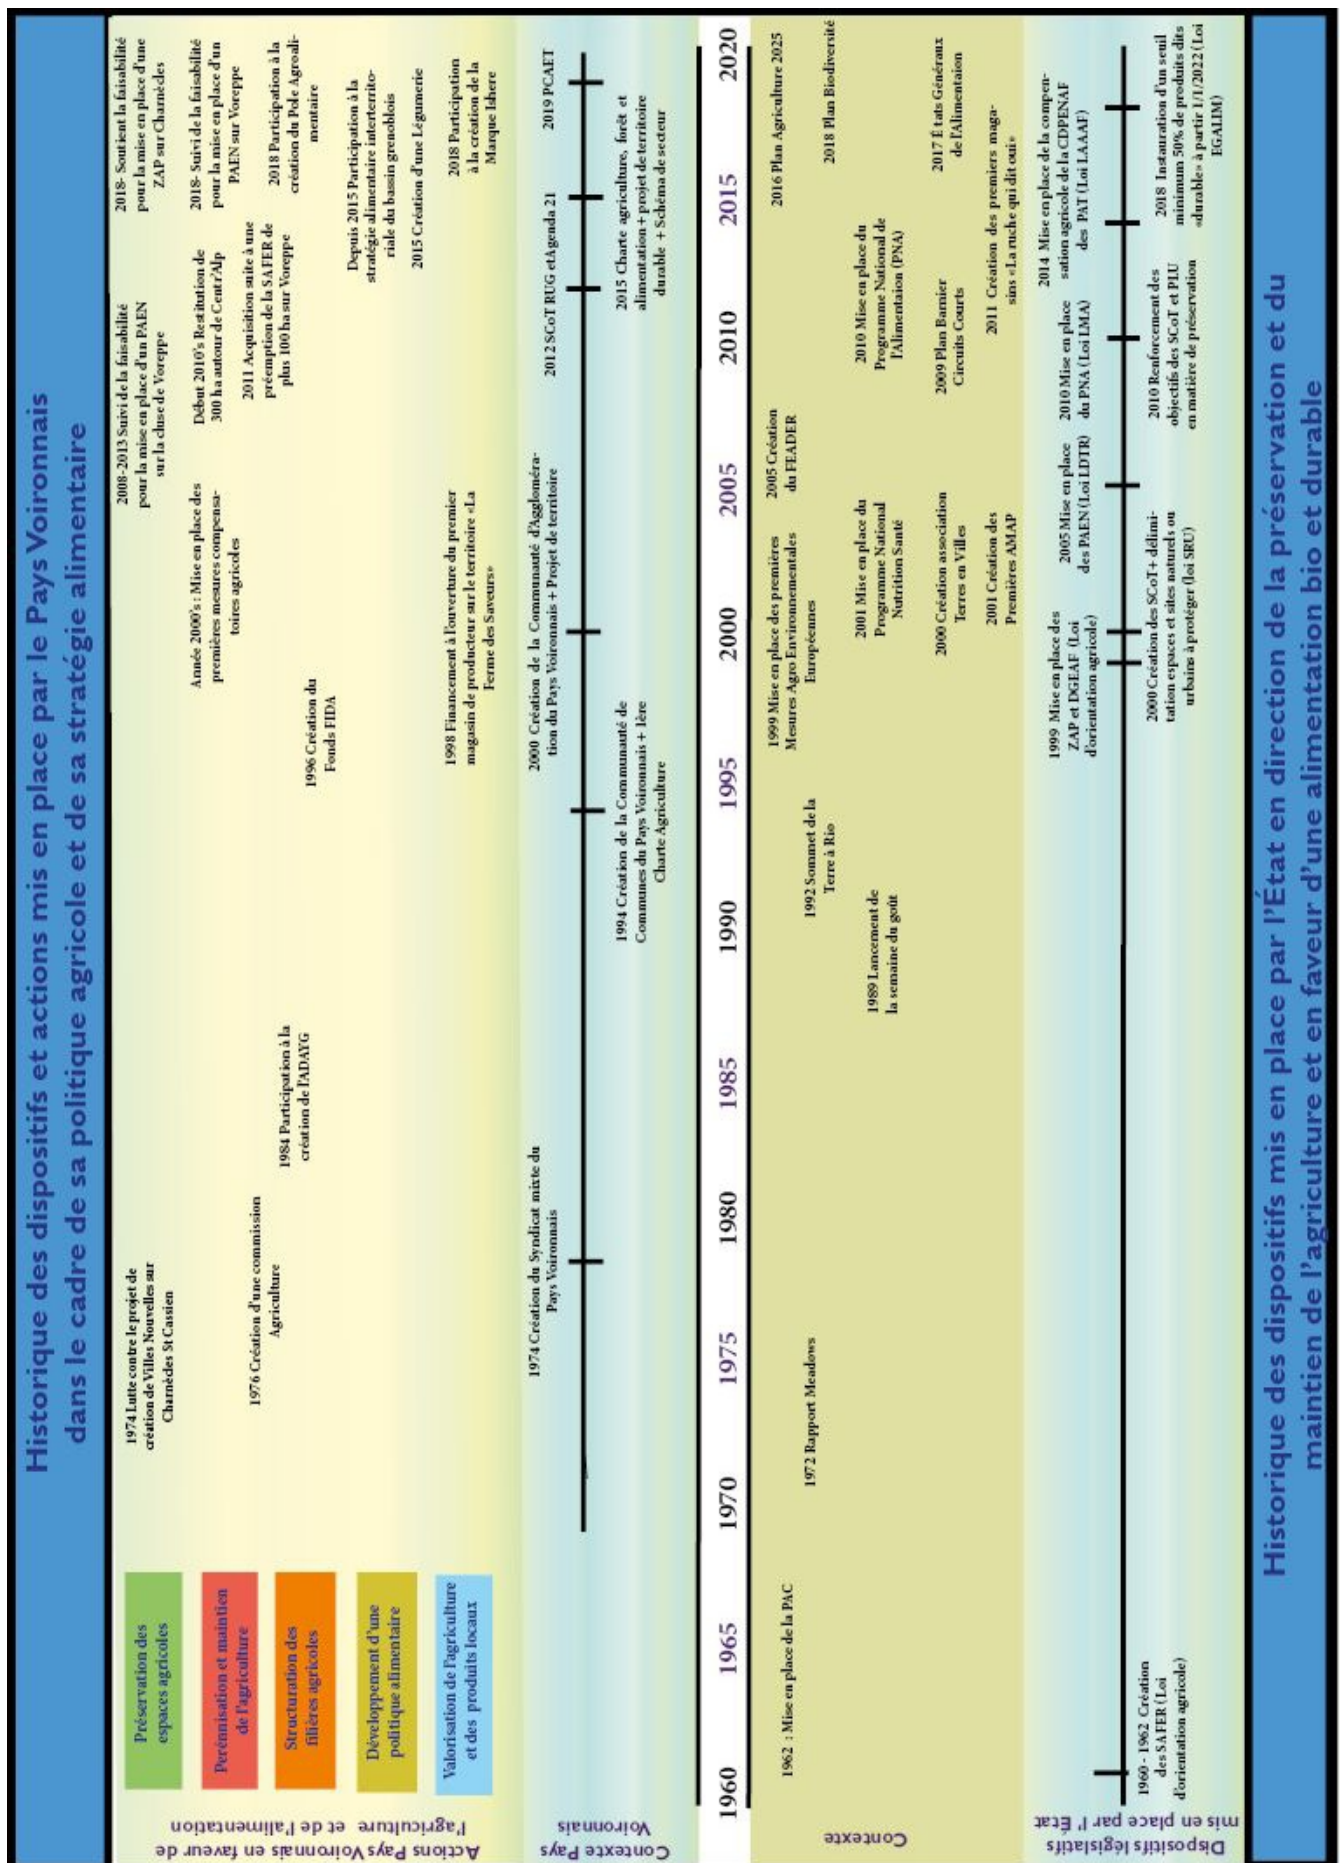 Historique des dispositifs et actions mis en place par le Pays Voironnais
dans le cadre de sa politique agricole et de sa stratégie alimentaire
Actions Pays Voironnais en faveur de
l'agriculture et de l'alimentation
Préservation des
espaces agricoles
1974 Lutte contre le projet de
création de Villes Nouvelles sur
Charnècles St Cassien
2008-2013 Suivi de la faisabilité
pour la mise en place d'un PAEN
sur la cluse de Voreppe
2018- Soutient la faisabilité
pour la mise en place d'une
ZAP sur Charnècles
Perénnisation et maintien
de l'agriculture
1976 Création d'une commission
Agriculture
Année 2000's : Mise en place des
premières mesures compensa-
toires agricoles
Début 2010's Restitution de
300 ha autour de Centr'Alp
2011 Acquisition suite à une
préemption de la SAFER de
plus 100 ha sur Voreppe
2018- Suivi de la faisabilité
pour la mise en place d'un
PAEN sur Voreppe
Structuration des
filières agricoles
1984 Participation à la
création de l'ADAYG
1996 Création du
Fonds FIDA
2018 Participation à la
création du Pole Agroali-
mentaire
Développement d'une
politique alimentaire
Depuis 2015 Participation à la
stratégie alimentaire interterrito-
riale du bassin grenoblois
2015 Création d'une Légumerie
Valorisation de l'agriculture
et des produits locaux
1998 Financement à l'ouverture du premier
magasin de producteur sur le territoire «La
Ferme des Saveurs»
2018 Participation
à la création de la
Marque Ishere
Contexte Pays
Voironnais
1974 Création du Syndicat mixte du
Pays Voironnais
2000 Création de la Communauté d'Aggloméra-
tion du Pays Voironnais + Projet de territoire
2012 SCoT RUG et Agenda 21
2019 PCAET
1994 Création de la Communauté de
Communes du Pays Voironnais + 1ère
Charte Agriculture
2015 Charte agriculture, forêt et
alimentation + projet de territoire
durable + Schéma de secteur
1960 1965 1970 1975 1980 1985 1990 1995 2000 2005 2010 2015 2020
Contexte
1962 : Mise en place de la PAC
1972 Rapport Meadows
1989 Lancement de
la semaine du goût
1992 Sommet de la
Terre à Rio
1999 Mise en place des premières
Mesures Agro Environnementales
Européennes
2001 Mise en place du
Programme National
Nutrition Santé
2000 Création association
Terres en Villes
2001 Création des
Premières AMAP
2005 Création
du FEADER
2010 Mise en place du
Programme National de
l'Alimentaion (PNA)
2009 Plan Barnier
Circuits Courts
2011 Création des premiers maga-
sins «La ruche qui dit oui»
2016 Plan Agriculture 2025
2018 Plan Biodiversité
2017 États Généraux
de l'Alimentaion
Dispositifs législatifs
mis en place par l' État
1960 - 1962 Création
des SAFER (Loi
d'orientation agricole)
1999 Mise en place des
ZAP et DGEAF (Loi
d'orientation agricole)
2000 Création des SCoT+ délimi-
tation espaces et sites naturels ou
urbains à protéger (loi SRU)
2005 Mise en place
des PAEN (Loi LDTR)
2010 Mise en place
du PNA (Loi LMA)
2010 Renforcement des
objectifs des SCoT et PLU
en matière de préservation
2014 Mise en place de la compen-
sation agricole de la CDPENAF
des PAT (Loi LAAAF)
2018 Instauration d'un seuil
minimum 50% de produits dits
«durable» à partir 1/1/2022 (Loi
EGALIM)
Historique des dispositifs mis en place par l'État en direction de la préservation et du
maintien de l'agriculture et en faveur d'une alimentation bio et durable